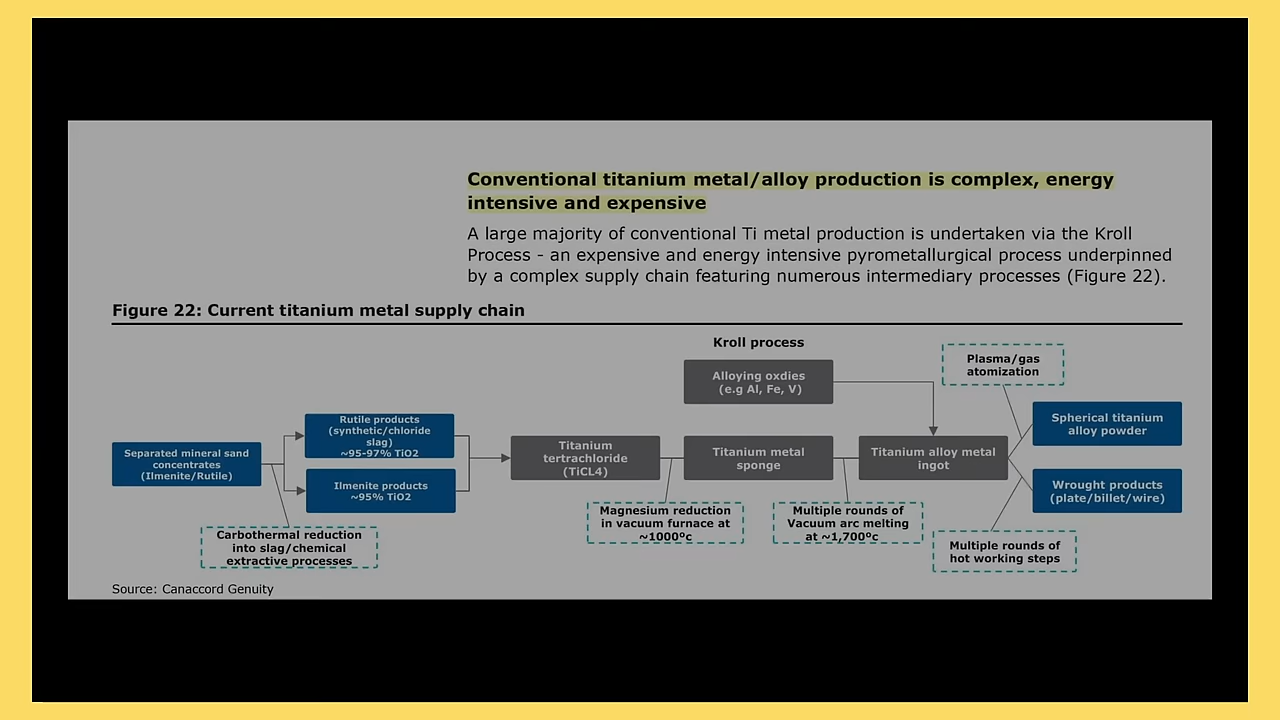 Conventional titanium metal/alloy production is complex, energy
intensive and expensive
A large majority of conventional Ti metal production is undertaken via the Kroll
Process - an expensive and energy intensive pyrometallurgical process underpinned
by a complex supply chain featuring numerous intermediary processes (Figure 22).
Figure 22: Current titanium metal supply chain
Kroll process
Plasma/gas
atomization
Alloying oxdies
(e.g Al, Fe, V)
Rutile products
(synthetic/chloride
slag)
~95-97% TiO2
Spherical titanium
alloy powder
Separated mineral sand
concentrates
(Ilmenite/Rutile)
Titanium
tertrachloride
(TiCL4)
Titanium metal
sponge
Titanium alloy metal
ingot
Ilmenite products
~95% TiO2
Wrought products
(plate/billet/wire)
Carbothermal reduction
into slag/chemical
extractive processes
Magnesium reduction
in vacuum furnace at
~1000ºc
Multiple rounds of
Vacuum arc melting
at ~1,700ºc
Multiple rounds of
hot working steps
Source: Canaccord Genuity